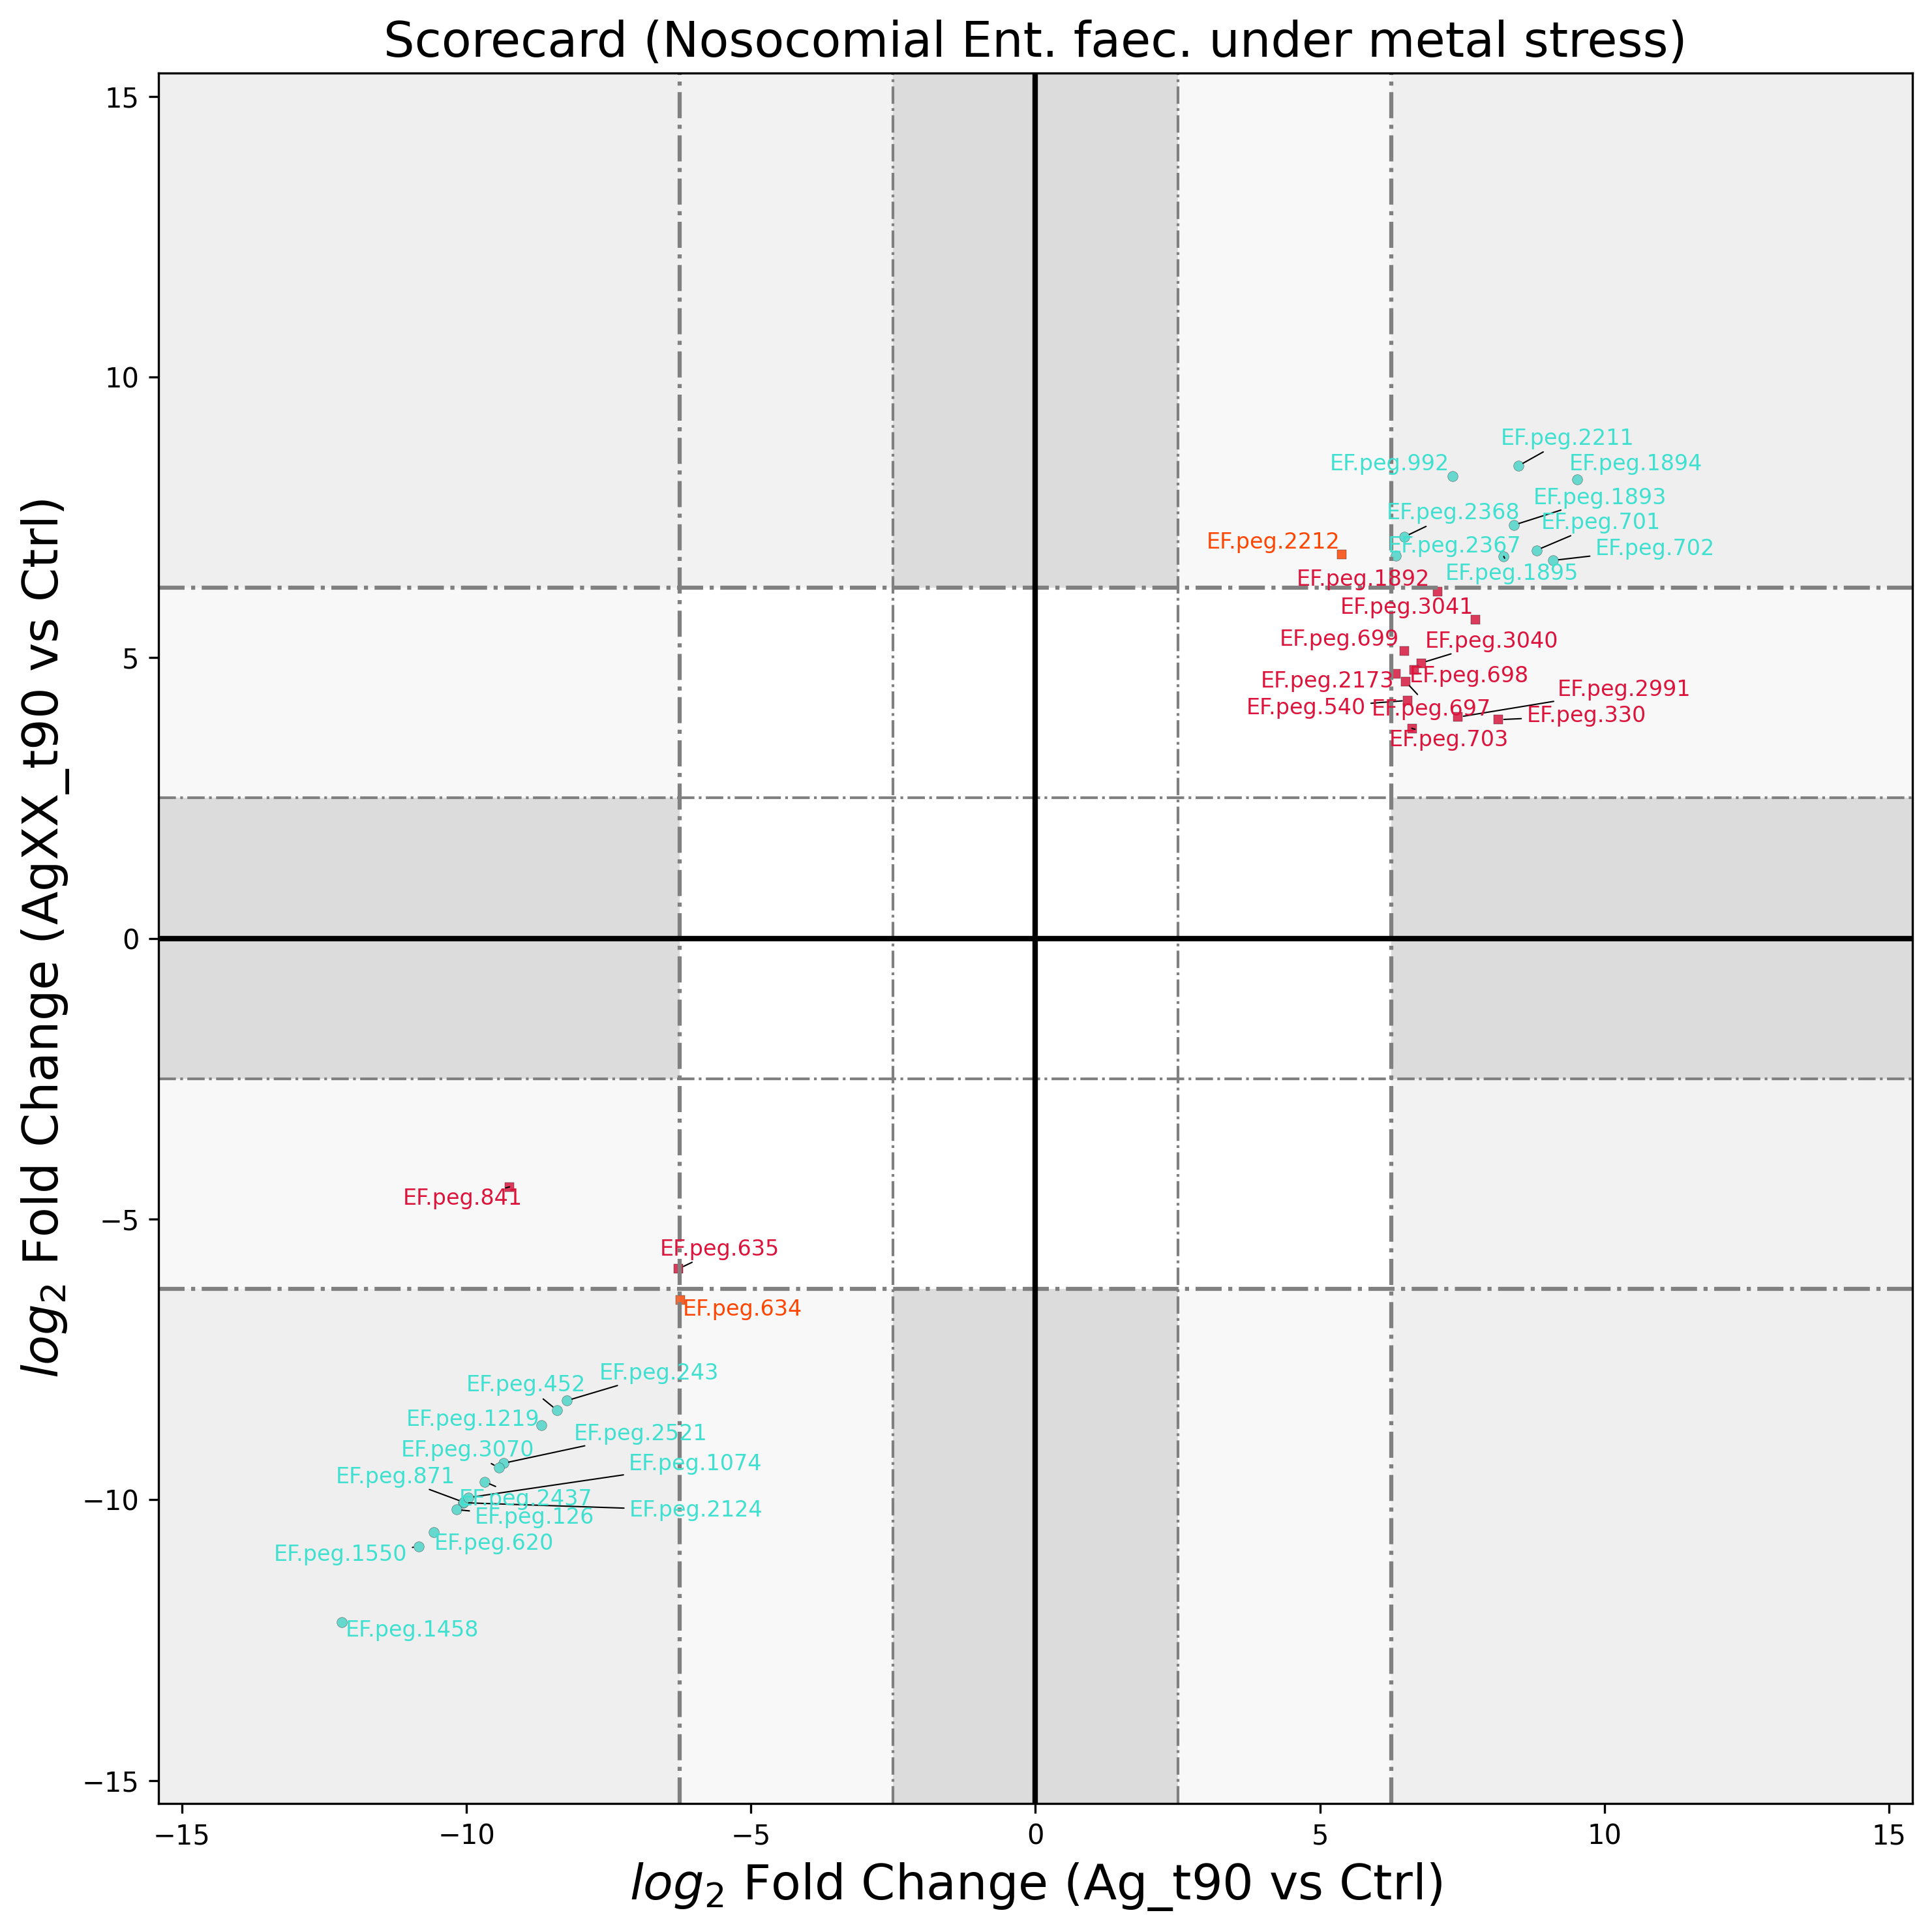 Scorecard (Nosocomial Ent. faec. under metal stress)
log2 Fold Change (AgXX_t90 vs Ctrl)
15
10
5
0
−5
−10
−15
EF.peg.2211
EF.peg.992
EF.peg.1894
EF.peg.1893
EF.peg.2368
EF.peg.701
EF.peg.2212
EF.peg.2367
EF.peg.702
EF.peg.1892
EF.peg.1895
EF.peg.3041
EF.peg.699
EF.peg.3040
EF.peg.2173
EF.peg.698
EF.peg.2991
EF.peg.540
EF.peg.697
EF.peg.330
EF.peg.703
EF.peg.841
EF.peg.635
EF.peg.634
EF.peg.243
EF.peg.452
EF.peg.1219
EF.peg.2521
EF.peg.3070
EF.peg.1074
EF.peg.871
EF.peg.2437
EF.peg.2124
EF.peg.126
EF.peg.620
EF.peg.1550
EF.peg.1458
−15
−10
−5
0
5
10
15
log2 Fold Change (Ag_t90 vs Ctrl)